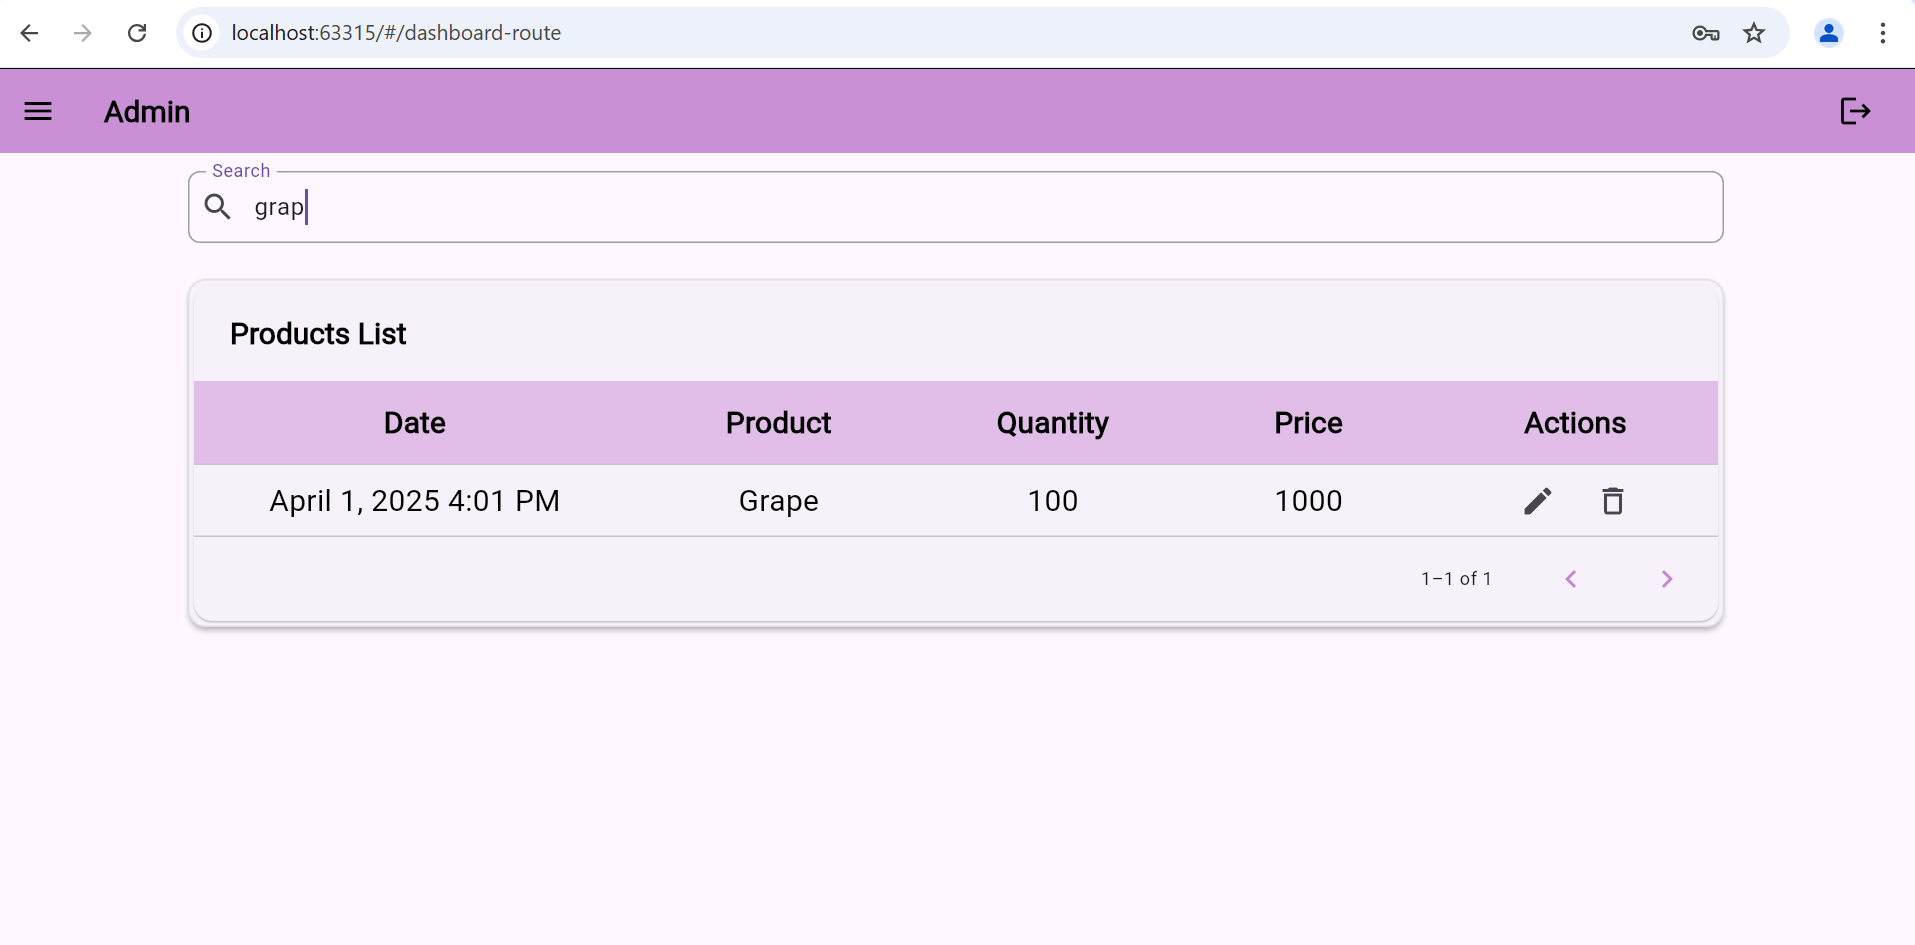 localhost:63315/#/dashboard-route
Admin
Search
grap
Products List
Date Product Quantity Price Actions
April 1, 2025 4:01 PM Grape 100 1000
1–1 of 1